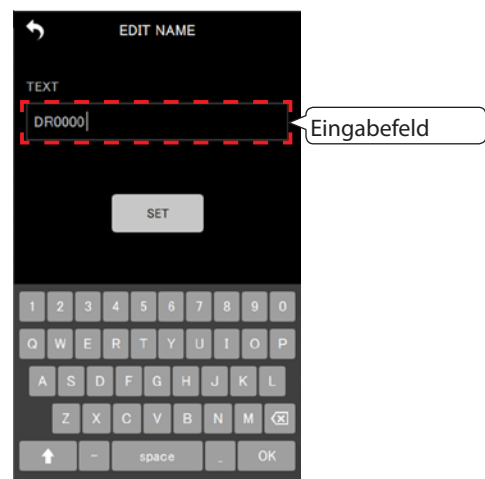 EDIT NAME
TEXT
DR0000
Eingabefeld
SET
1 2 3 4 5 6 7 8 9 0
Q W E R T Y U I O P
A S D F G H J K L
Z X C V B N M
- space _ OK